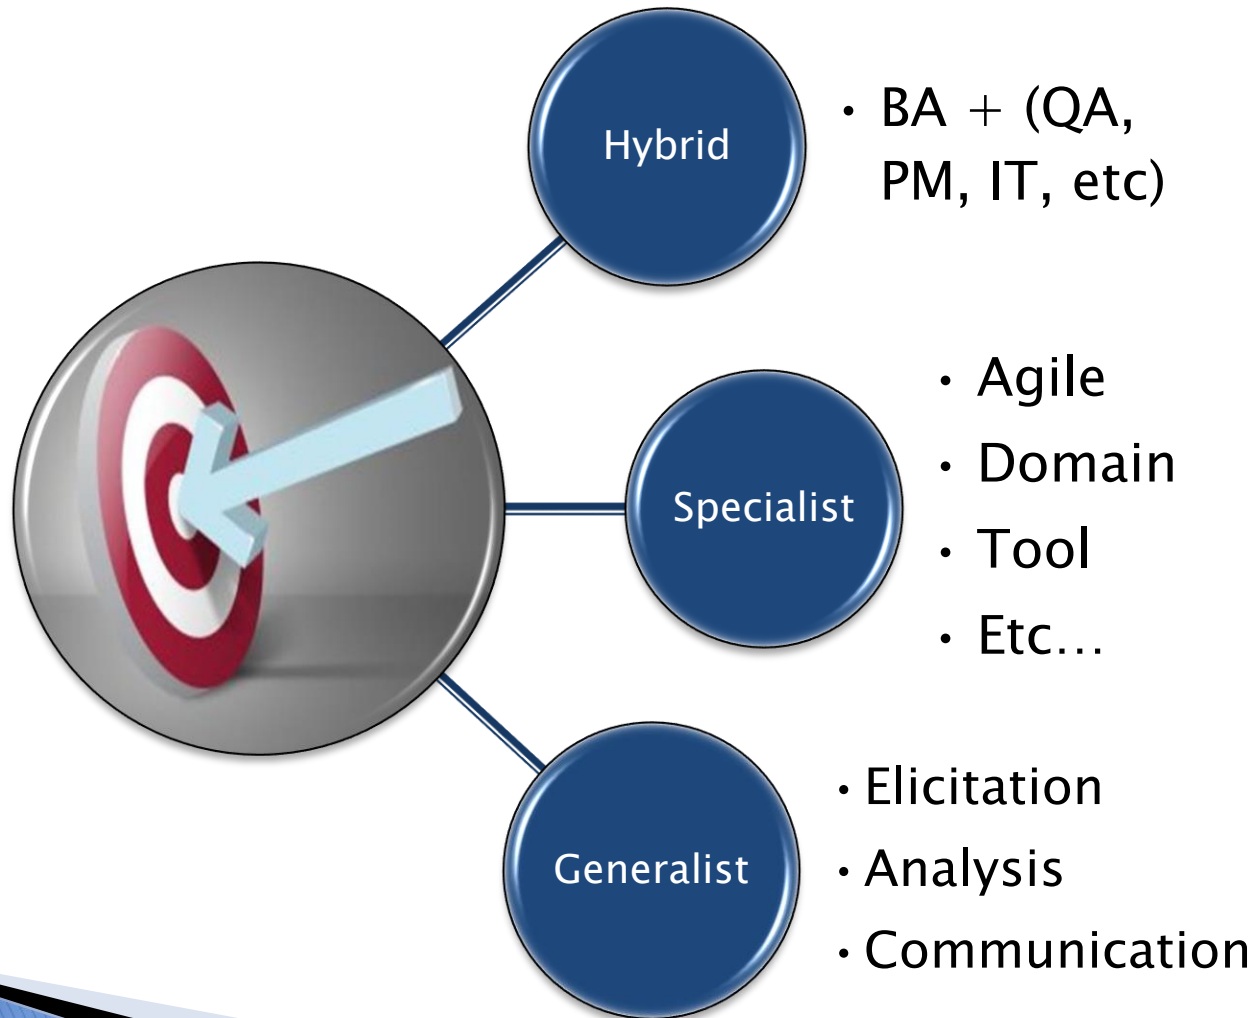 Hybrid
• BA + (QA,
PM, IT, etc)
Specialist
• Agile
• Domain
• Tool
• Etc...
Generalist
• Elicitation
• Analysis
• Communication